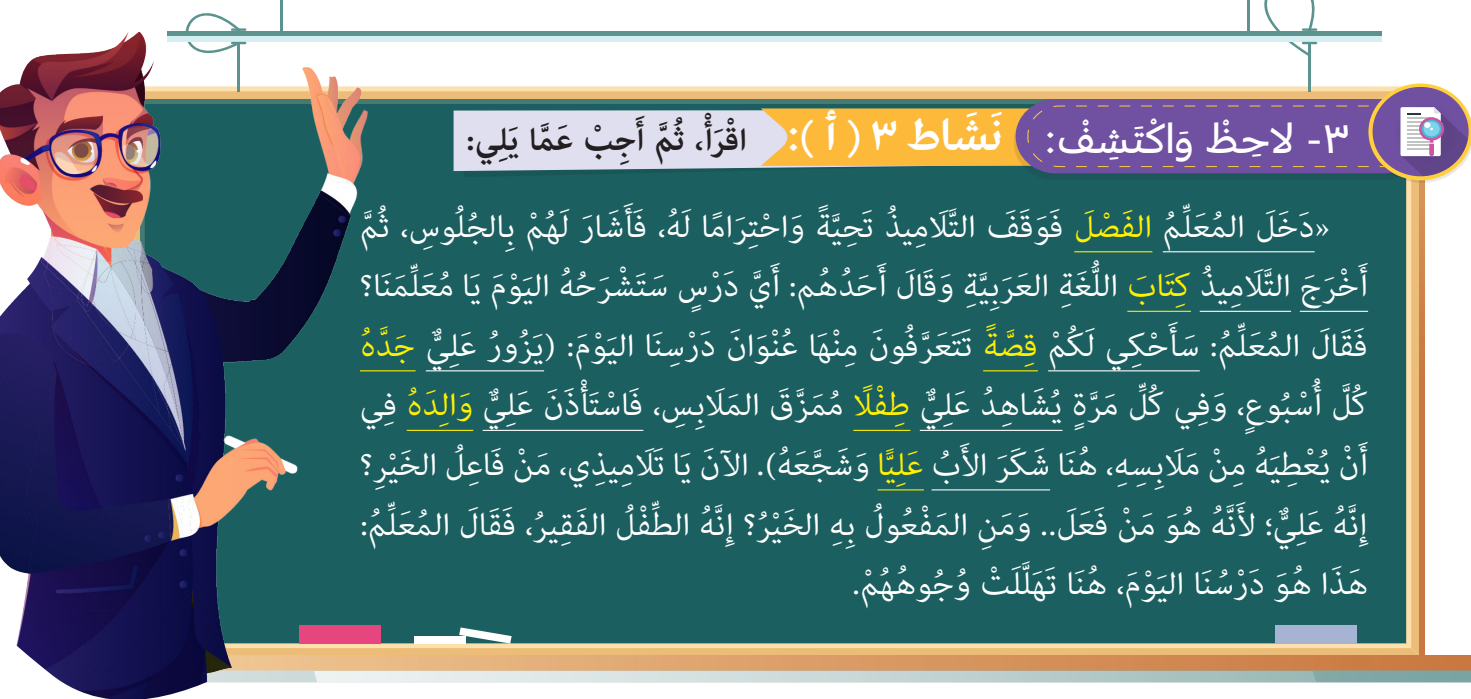 ٣- لاحِظْ وَاكْتَشِفْ: نَشَاط ٣ ( أ ): اقْرَأْ، ثُمَّ أَجِبْ عَمَّا يَلِي:
«دَخَلَ المُعَلِّمُ الفَصْلَ فَوَقَفَ التَّلَامِيذُ تَحِيَّةً وَاحْتِرَامًا لَهُ، فَأَشَارَ لَهُمْ بِالجُلُوسِ، ثُمَّ
أَخْرَجَ التَّلَامِيذُ كِتَابَ اللُّغَةِ العَرَبِيَّةِ وَقَالَ أَحَدُهُم: أَيَّ دَرْسٍ سَتَشْرَحُهُ اليَوْمَ يَا مُعَلِّمَنَا؟
فَقَالَ المُعَلِّمُ: سَأَحْكِي لَكُمْ قِصَّةً تَتَعَرَّفُونَ مِنْهَا عُنْوَانَ دَرْسِنَا اليَوْمَ: (يَزُورُ عَلِيٌّ جَدَّهُ
كُلَّ أُسْبُوعٍ، وَفِي كُلِّ مَرَّةٍ يُشَاهِدُ عَلِيٌّ طِفْلًا مُمَزَّقَ المَلَابِسِ، فَاسْتَأْذَنَ عَلِيٌّ وَالِدَهُ فِي
أَنْ يُعْطِيَهُ مِنْ مَلَابِسِهِ، هُنَا شَكَرَ الأَبُ عَلِيًّا وَشَجَّعَهُ). الآنَ يَا تَلَامِيذِي، مَنْ فَاعِلُ الخَيْرِ؟
إِنَّهُ عَلِيٌّ؛ لأَنَّهُ هُوَ مَنْ فَعَلَ.. وَمَنِ المَفْعُولُ بِهِ الخَيْرُ؟ إِنَّهُ الطِّفْلُ الفَقِيرُ، فَقَالَ المُعَلِّمُ:
هَذَا هُوَ دَرْسُنَا اليَوْمَ، هُنَا تَهَلَّلَتْ وُجُوهُهُمْ.